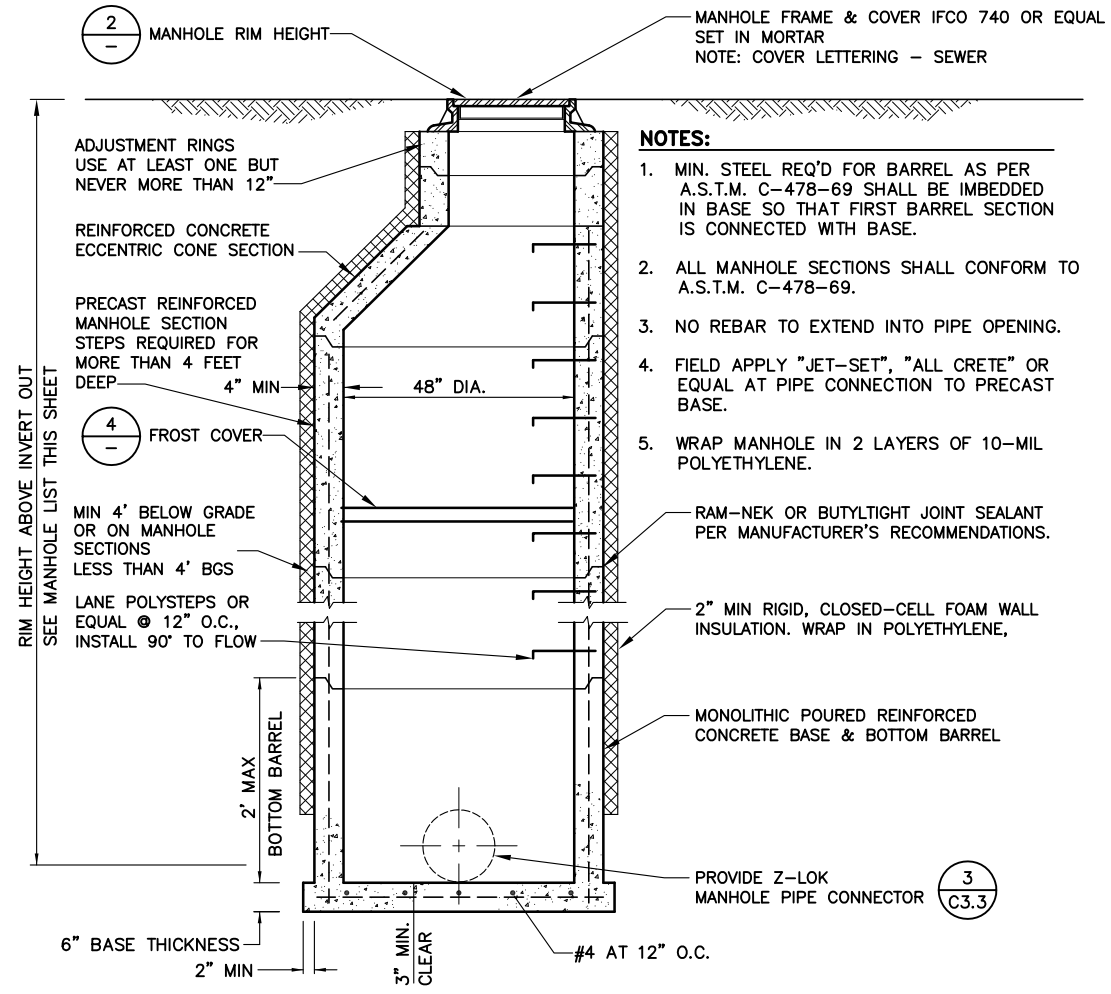 2
–
MANHOLE RIM HEIGHT
MANHOLE FRAME & COVER IFCO 740 OR EQUAL
SET IN MORTAR
NOTE: COVER LETTERING – SEWER
ADJUSTMENT RINGS
USE AT LEAST ONE BUT
NEVER MORE THAN 12"
REINFORCED CONCRETE
ECCENTRIC CONE SECTION
PRECAST REINFORCED
MANHOLE SECTION
STEPS REQUIRED FOR
MORE THAN 4 FEET
DEEP
4" MIN
48" DIA.
4
–
FROST COVER
RIM HEIGHT ABOVE INVERT OUT
SEE MANHOLE LIST THIS SHEET
MIN 4' BELOW GRADE
OR ON MANHOLE
SECTIONS
LESS THAN 4' BGS
LANE POLYSTEPS OR
EQUAL @ 12" O.C.,
INSTALL 90° TO FLOW
2' MAX
BOTTOM BARREL
6" BASE THICKNESS
2" MIN
3" MIN.
CLEAR
#4 AT 12" O.C.
NOTES:
1. MIN. STEEL REQ'D FOR BARREL AS PER
A.S.T.M. C-478-69 SHALL BE IMBEDDED
IN BASE SO THAT FIRST BARREL SECTION
IS CONNECTED WITH BASE.
2. ALL MANHOLE SECTIONS SHALL CONFORM TO
A.S.T.M. C-478-69.
3. NO REBAR TO EXTEND INTO PIPE OPENING.
4. FIELD APPLY "JET-SET", "ALL CRETE" OR
EQUAL AT PIPE CONNECTION TO PRECAST
BASE.
5. WRAP MANHOLE IN 2 LAYERS OF 10-MIL
POLYETHYLENE.
RAM-NEK OR BUTYLTIGHT JOINT SEALANT
PER MANUFACTURER'S RECOMMENDATIONS.
2" MIN RIGID, CLOSED-CELL FOAM WALL
INSULATION. WRAP IN POLYETHYLENE,
MONOLITHIC POURED REINFORCED
CONCRETE BASE & BOTTOM BARREL
PROVIDE Z-LOK
MANHOLE PIPE CONNECTOR
3
C3.3